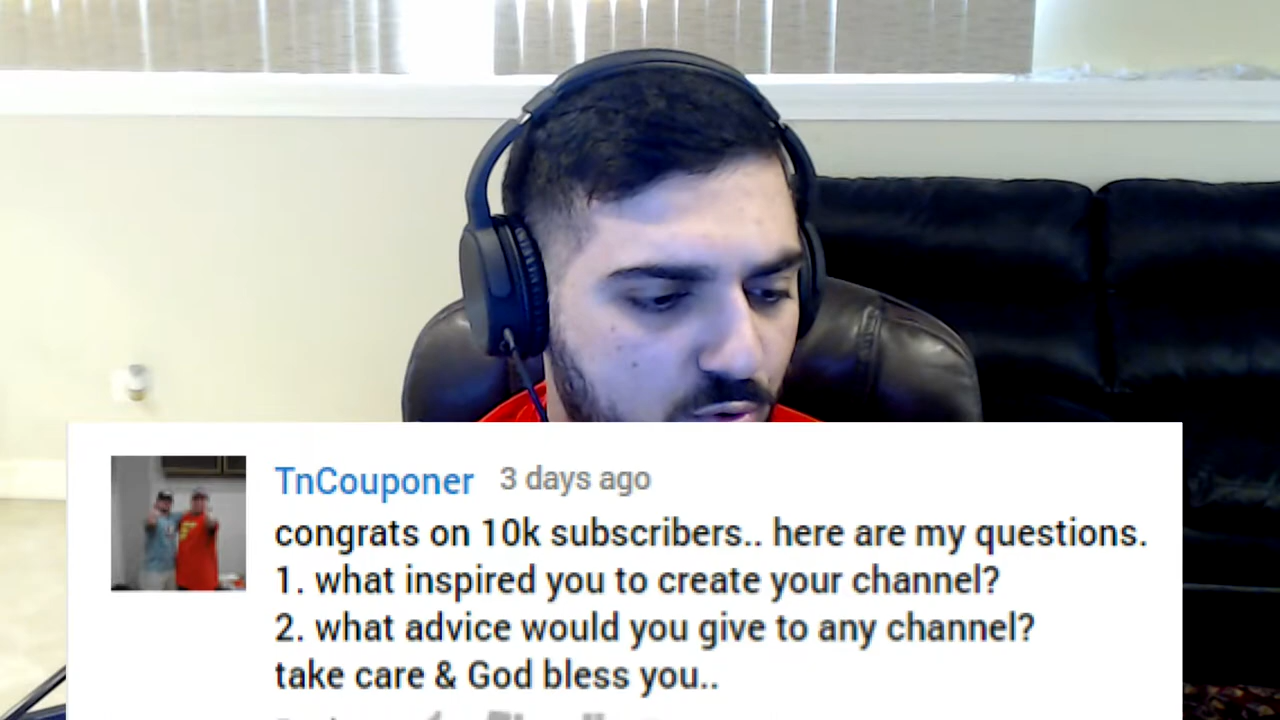 TnCouponer 3 days ago
congrats on 10k subscribers.. here are my questions.
1. what inspired you to create your channel?
2. what advice would you give to any channel?
take care & God bless you..